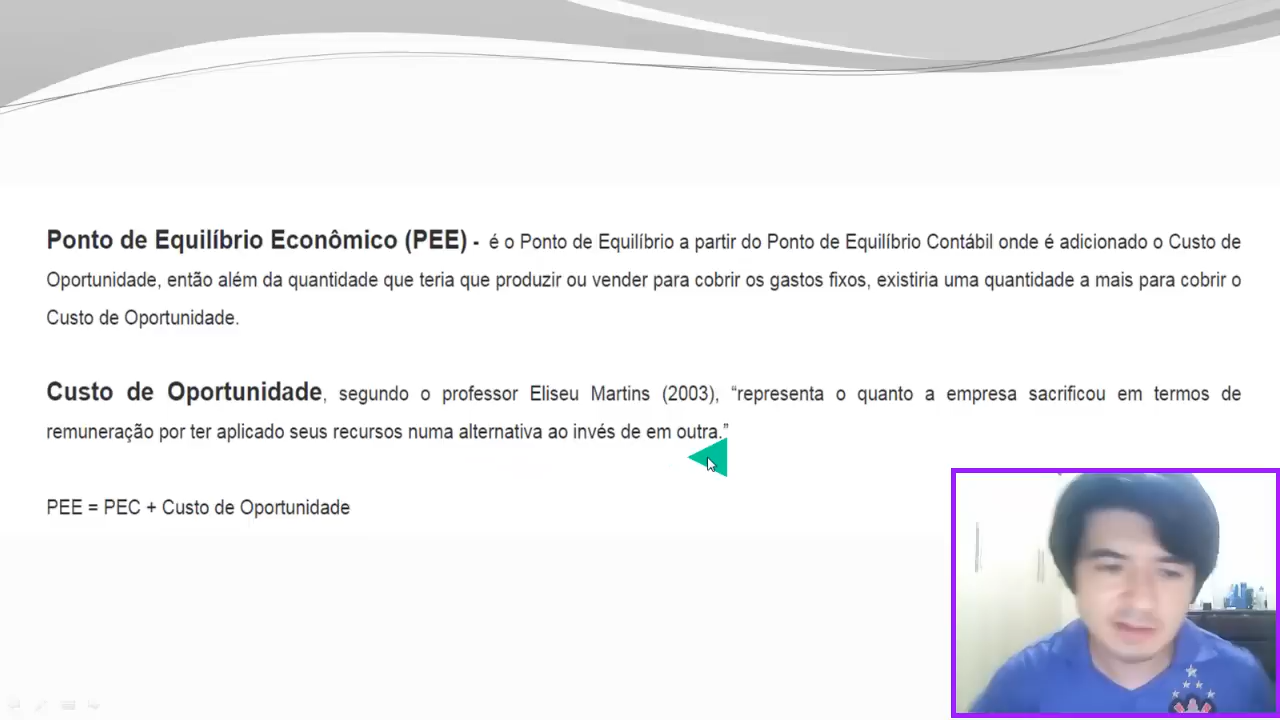 Ponto de Equilíbrio Econômico (PEE) - é o Ponto de Equilíbrio a partir do Ponto de Equilíbrio Contábil onde é adicionado o Custo de
Oportunidade, então além da quantidade que teria que produzir ou vender para cobrir os gastos fixos, existiria uma quantidade a mais para cobrir o
Custo de Oportunidade.
Custo de Oportunidade, segundo o professor Eliseu Martins (2003), “representa o quanto a empresa sacrificou em termos de
remuneração por ter aplicado seus recursos numa alternativa ao invés de em outra.”
PEE = PEC + Custo de Oportunidade